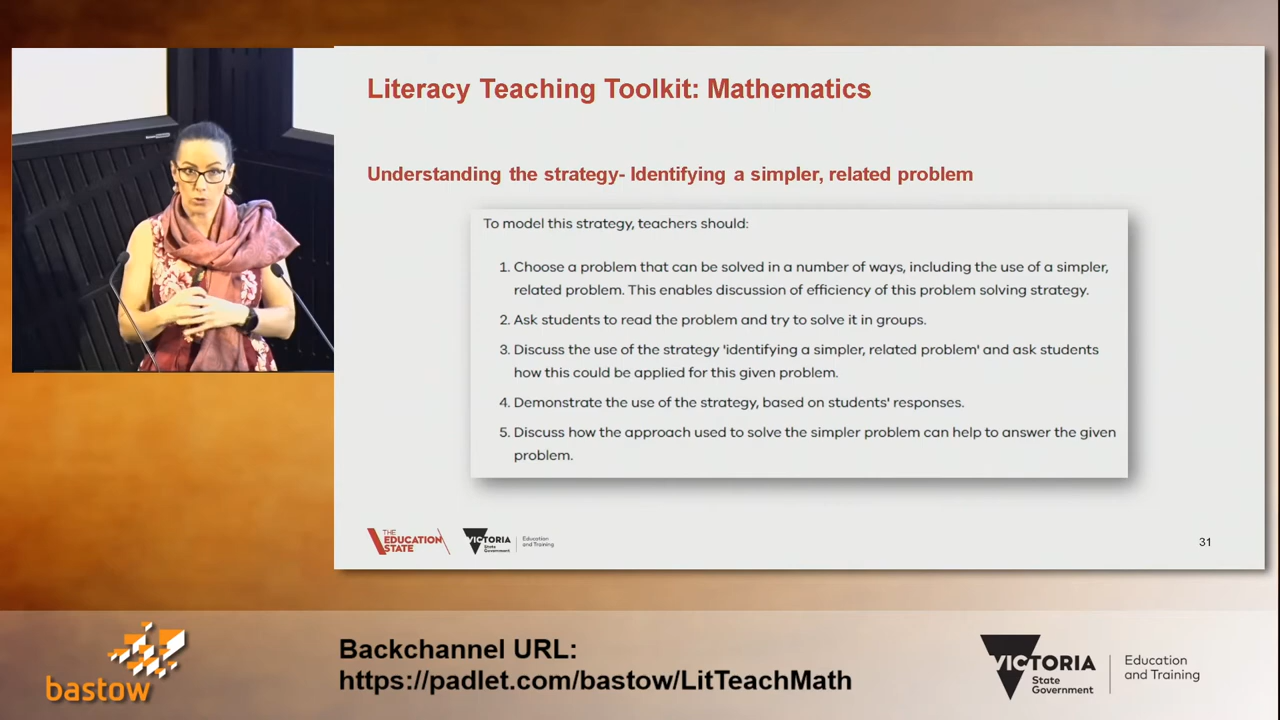 Literacy Teaching Toolkit: Mathematics
Understanding the strategy- Identifying a simpler, related problem
To model this strategy, teachers should:
1. Choose a problem that can be solved in a number of ways, including the use of a simpler,
related problem. This enables discussion of efficiency of this problem solving strategy.
2. Ask students to read the problem and try to solve it in groups.
3. Discuss the use of the strategy 'identifying a simpler, related problem' and ask students
how this could be applied for this given problem.
4. Demonstrate the use of the strategy, based on students' responses.
5. Discuss how the approach used to solve the simpler problem can help to answer the given
problem.
THE
EDUCATION
STATE
VICTORIA
State
Government
Education
and Training
31
bastow
Backchannel URL:
https://padlet.com/bastow/LitTeachMath
VICTORIA
State
Government
Education
and Training